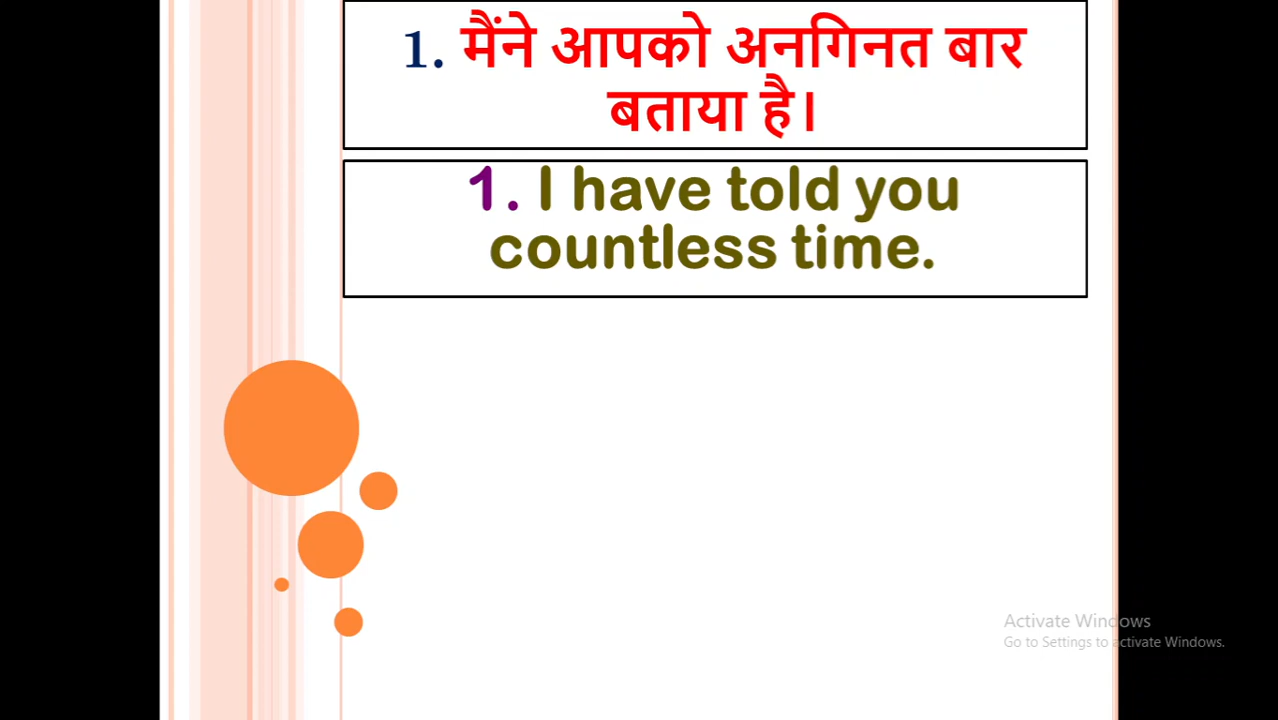 1. मैंने आपको अनगिनत बार
बताया है।
1. I have told you
countless time.
Activate Windows
Go to Settings to activate Windows.